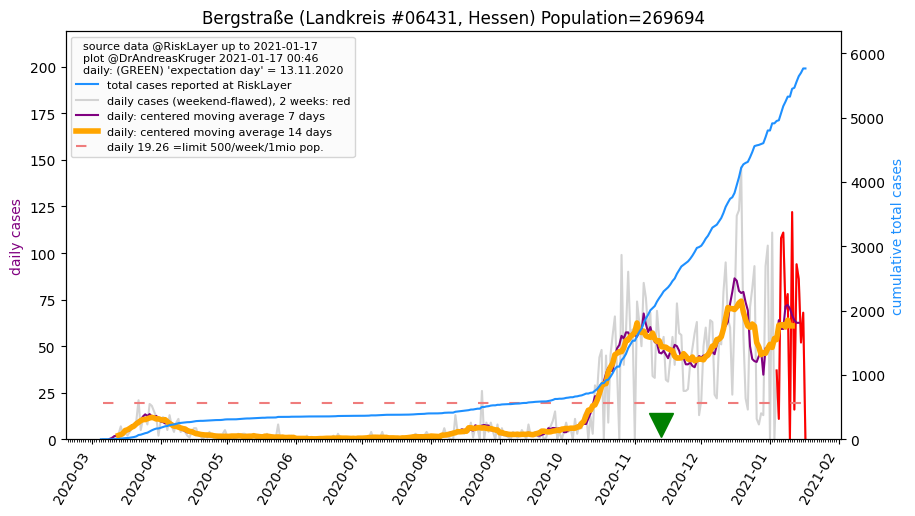 Bergstraße (Landkreis #06431, Hessen) Population=269694
source data @RiskLayer up to 2021-01-17
plot @DrAndreasKruger 2021-01-17 00:46
daily: (GREEN) 'expectation day' = 13.11.2020
total cases reported at RiskLayer
daily cases (weekend-flawed), 2 weeks: red
daily: centered moving average 7 days
daily: centered moving average 14 days
daily 19.26 =limit 500/week/1mio pop.
daily cases
200
175
150
125
100
75
50
25
0
cumulative total cases
6000
5000
4000
3000
2000
1000
0
2020-03
2020-04
2020-05
2020-06
2020-07
2020-08
2020-09
2020-10
2020-11
2020-12
2021-01
2021-02